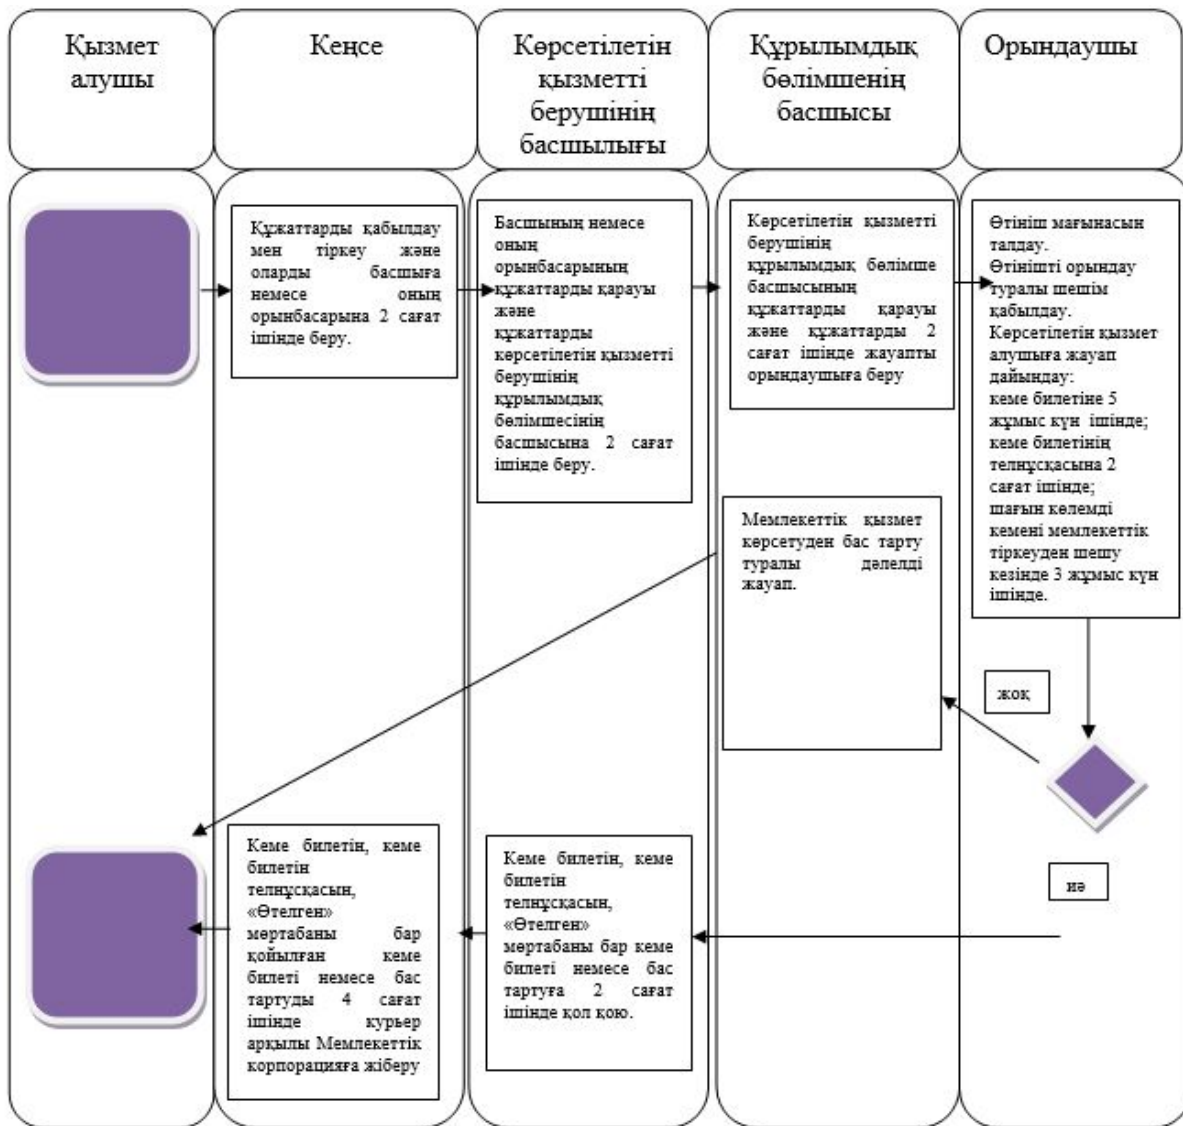 Қызмет
алушы
Кеңсе
Көрсетілетін
қызметті
берушінің
басшылығы
Құрылымдық
бөлімшенің
басшысы
Орындаушы
Құжаттарды қабылдау
мен тіркеу және
оларды басшыға
немесе оның
орынбасарына 2 сағат
ішінде беру.
Басшының немесе
оның
орынбасарының
құжаттарды қарауы
және
құжаттарды
көрсетілетін қызметті
берушінің
құрылымдық
бөлімшесінің
басшысына 2 сағат
ішінде беру.
Көрсетілетін қызметті
берушінің
құрылымдық бөлімше
басшысының
құжаттарды қарауы
және құжаттарды 2
сағат ішінде жауапты
орындаушыға беру
Өтініш мағынасын
талдау.
Өтінішті орындау
туралы шешім
қабылдау.
Көрсетілетін қызмет
алушыға жауап
дайындау:
кеме билетіне 5
жұмыс күн ішінде;
кеме билетінің
телнұсқасына 2
сағат ішінде;
шағын көлемді
кемені мемлекеттік
тіркеуден шешу
кезінде 3 жұмыс күн
ішінде.
Мемлекеттік қызмет
көрсетуден бас тарту
туралы дәлелді
жауап.
жоқ
Кеме билетін, кеме
билетін
телнұсқасын,
«Өтелген»
мөртабаны бар
қойылған кеме
билеті немесе бас
тартуды 4 сағат
ішінде курьер
арқылы Мемлекеттік
корпорацияға жіберу
Кеме билетін, кеме
билетін
телнұсқасын,
«Өтелген»
мөртабаны бар кеме
билеті немесе бас
тартуға 2 сағат
ішінде қол қою.
иә